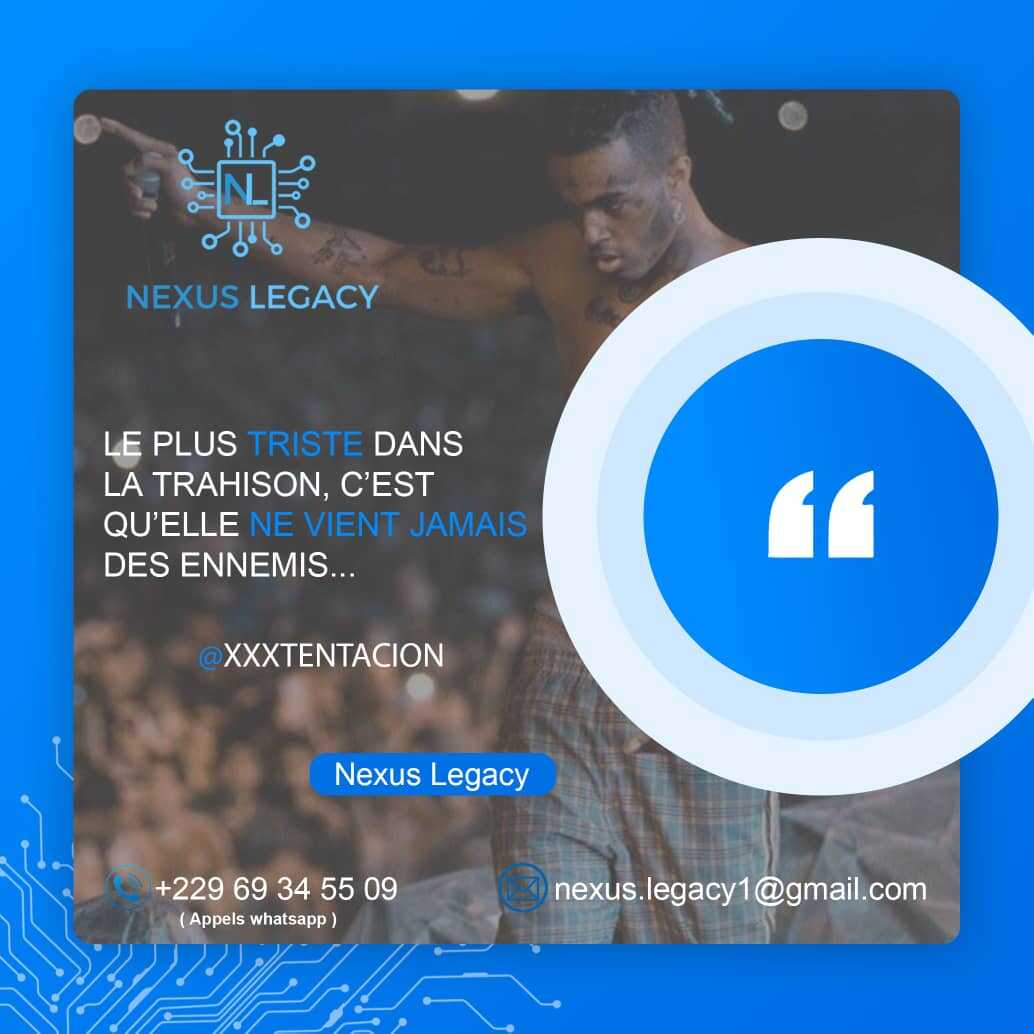 NL
NEXUS LEGACY
LE PLUS TRISTE DANS
LA TRAHISON, C’EST
QU’ELLE NE VIENT JAMAIS
DES ENNEMIS...
@XXXTENTACION
“
Nexus Legacy
+229 69 34 55 09
( Appels whatsapp )
nexus.legacy1@gmail.com